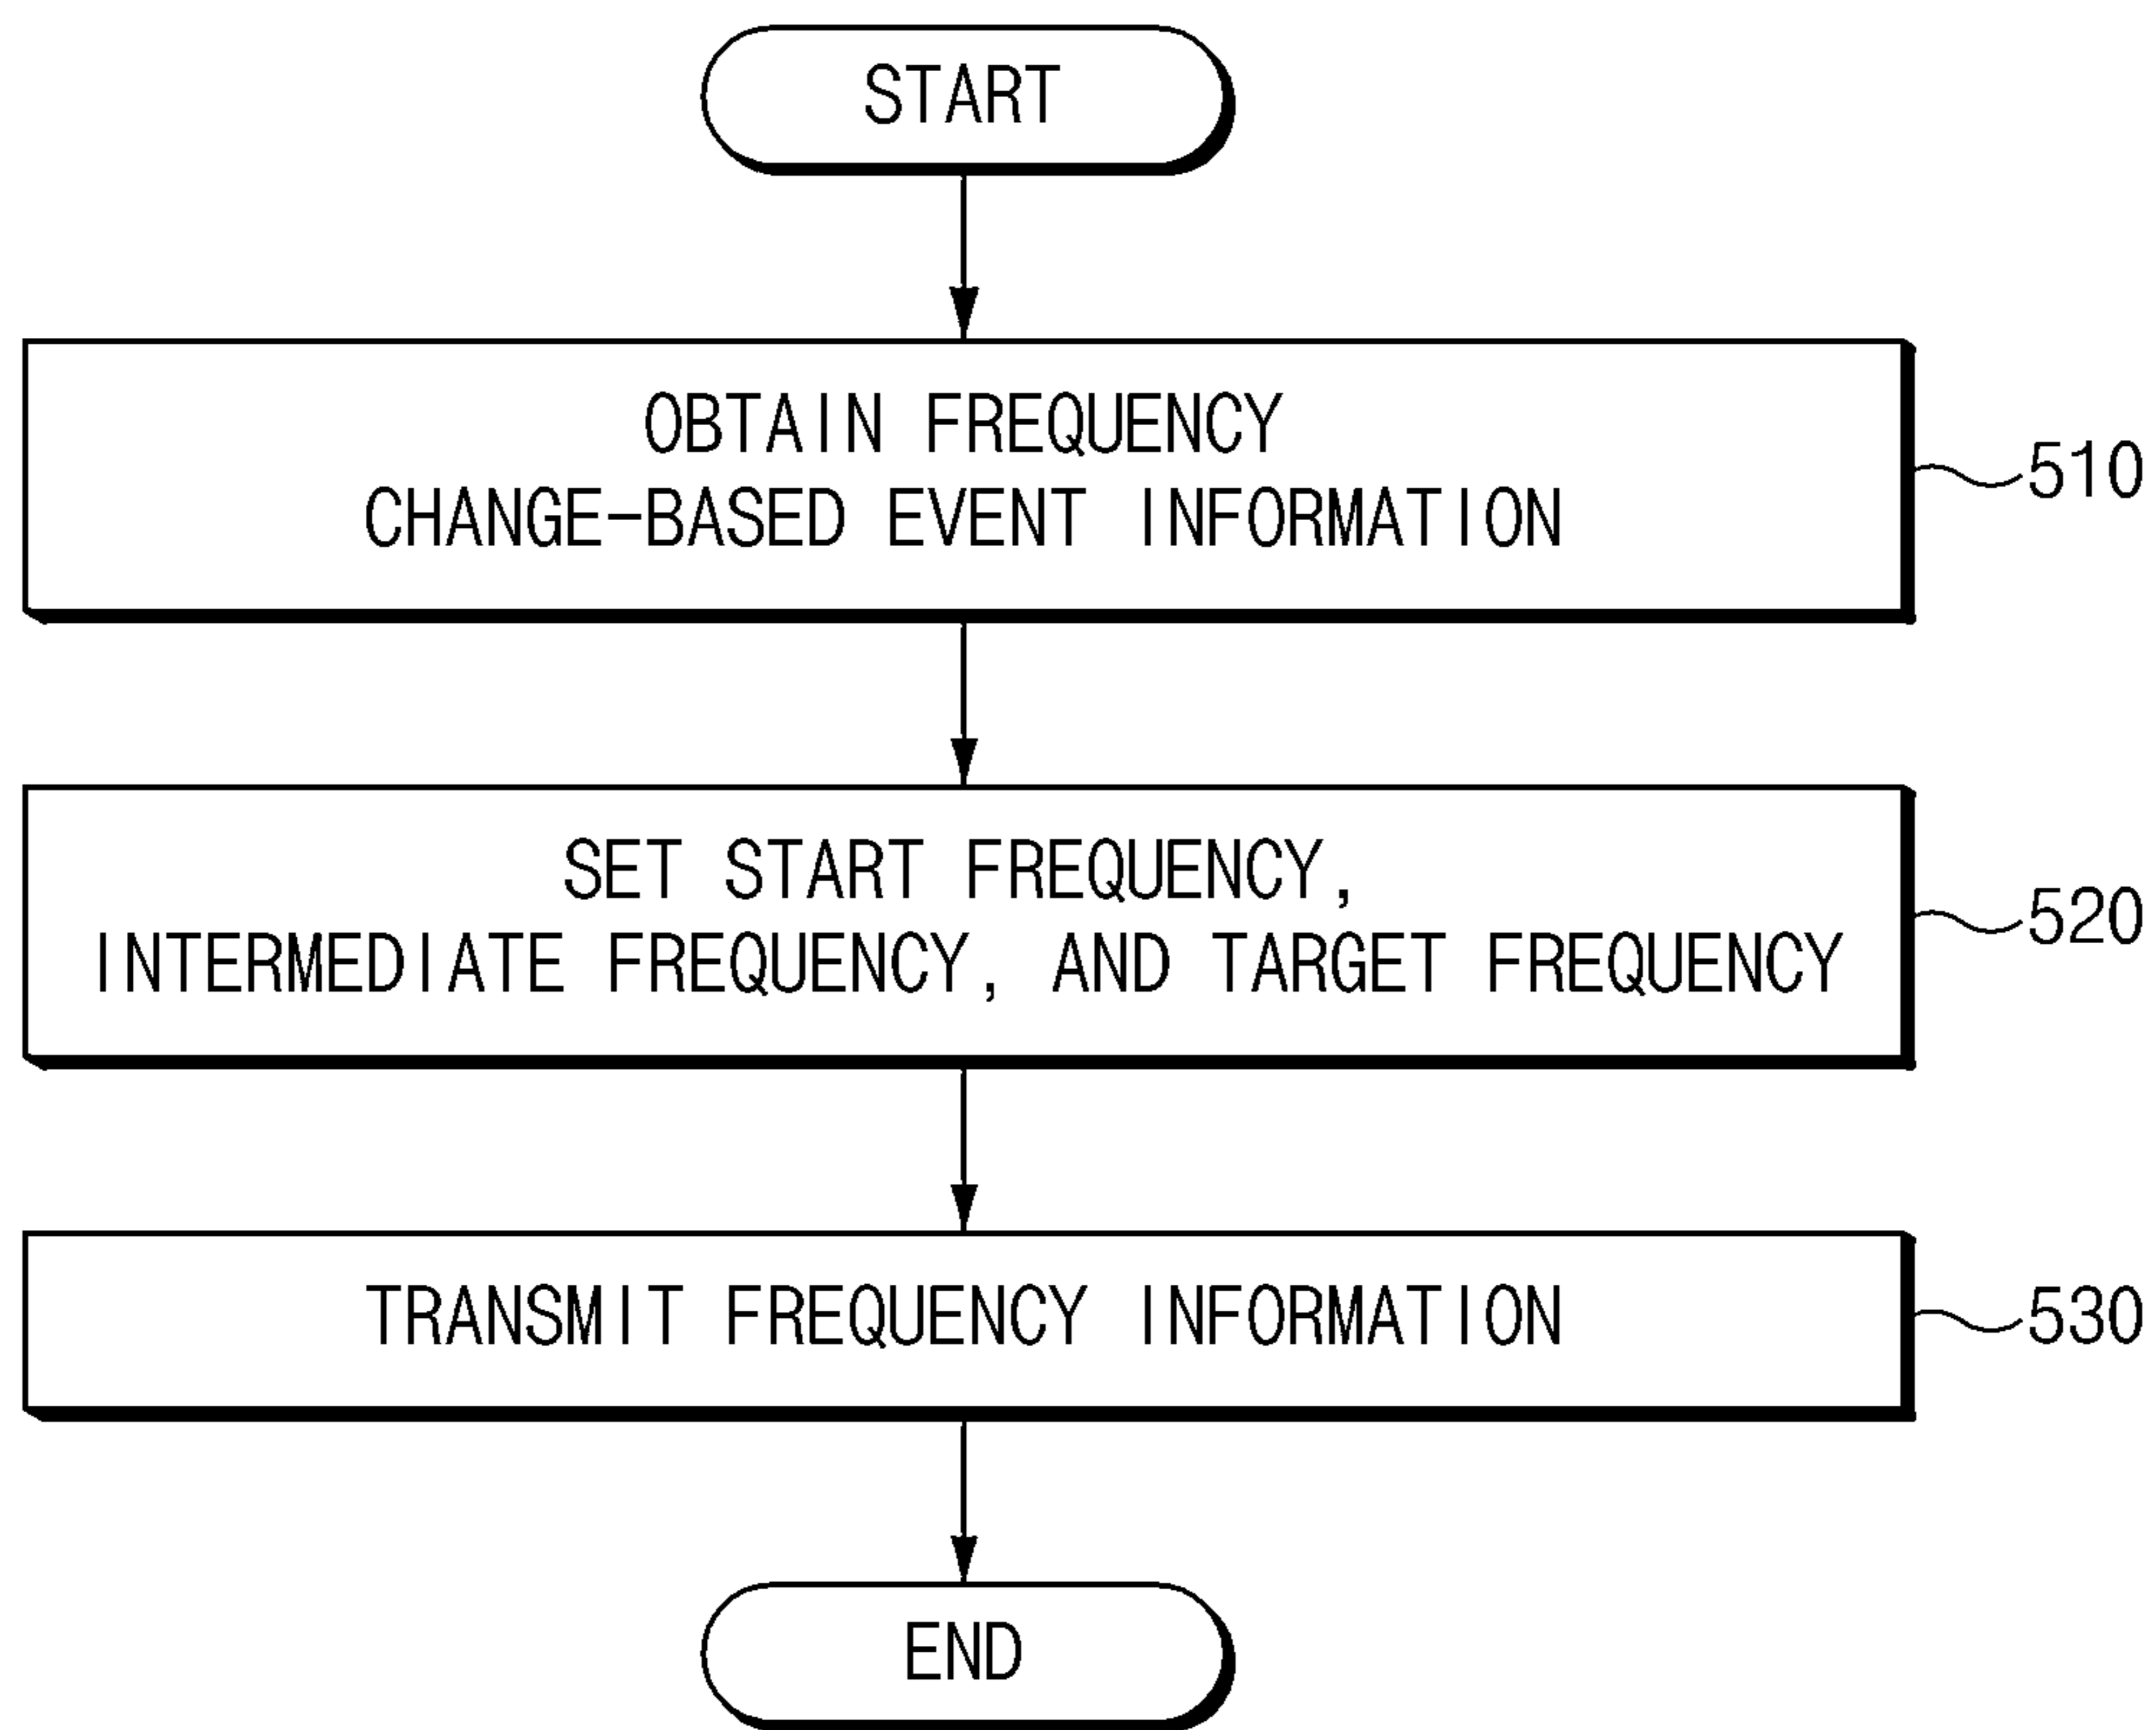 START
OBTAIN FREQUENCY
CHANGE-BASED EVENT INFORMATION
510
SET START FREQUENCY,
INTERMEDIATE FREQUENCY, AND TARGET FREQUENCY
520
TRANSMIT FREQUENCY INFORMATION
530
END